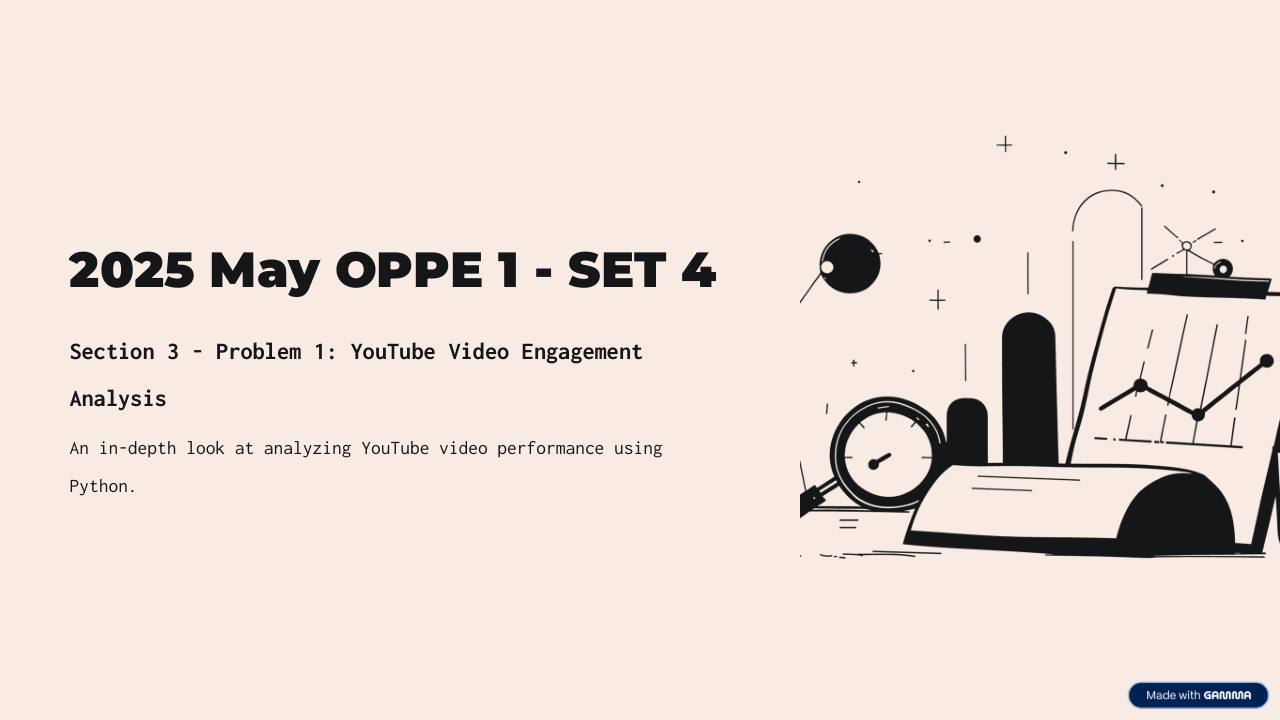 2025 May OPPE 1 - SET 4
Section 3 - Problem 1: YouTube Video Engagement
Analysis
An in-depth look at analyzing YouTube video performance using
Python.
Made with GAMMA